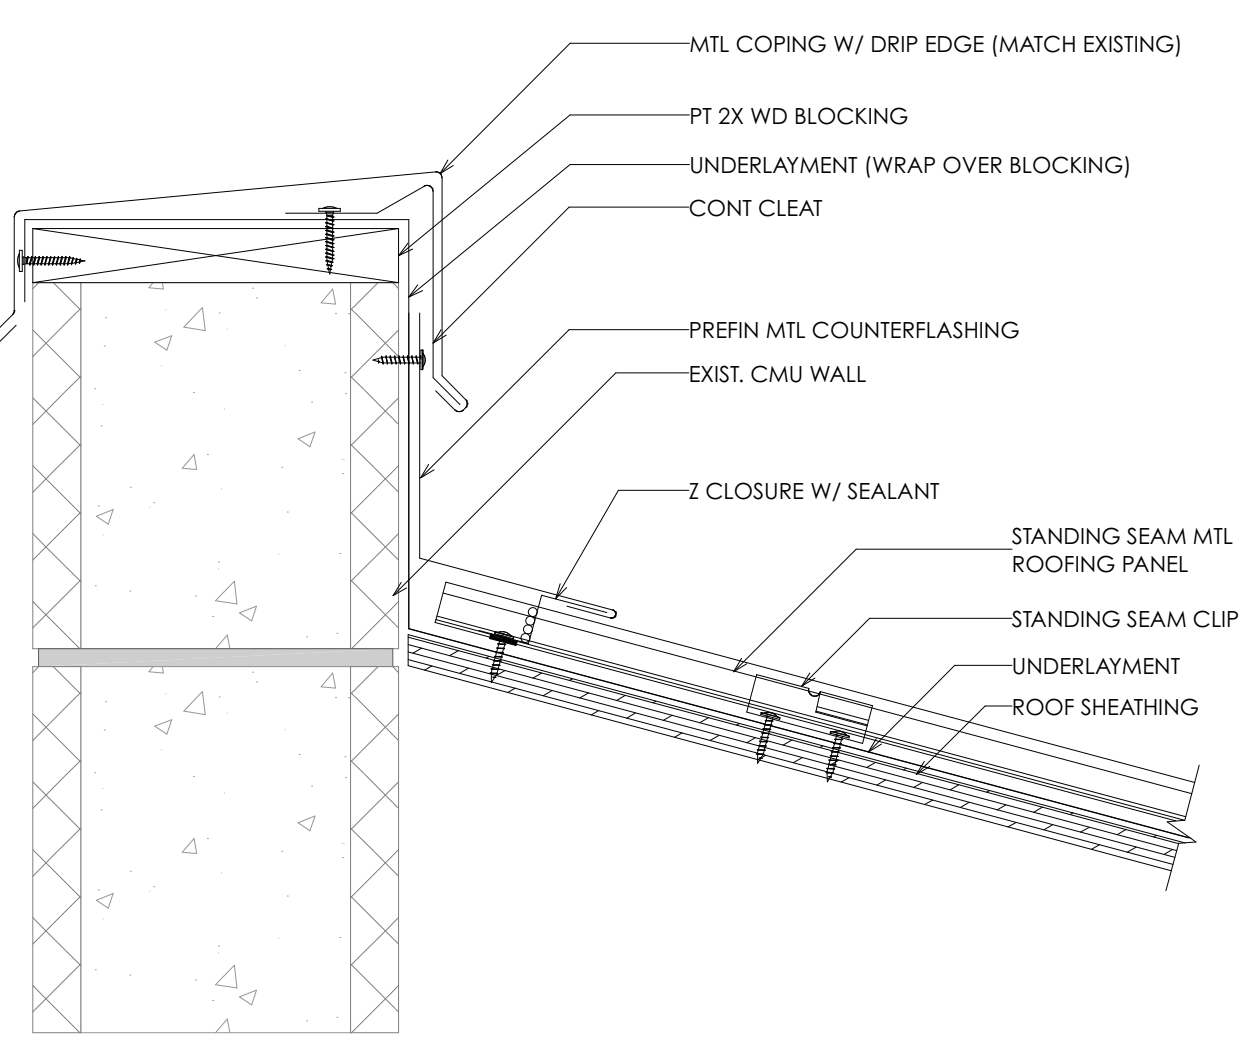 MTL COPING W/ DRIP EDGE (MATCH EXISTING)
PT 2X WD BLOCKING
UNDERLAYMENT (WRAP OVER BLOCKING)
CONT CLEAT
PREFIN MTL COUNTERFLASHING
EXIST. CMU WALL
Z CLOSURE W/ SEALANT
STANDING SEAM MTL
ROOFING PANEL
STANDING SEAM CLIP
UNDERLAYMENT
ROOF SHEATHING